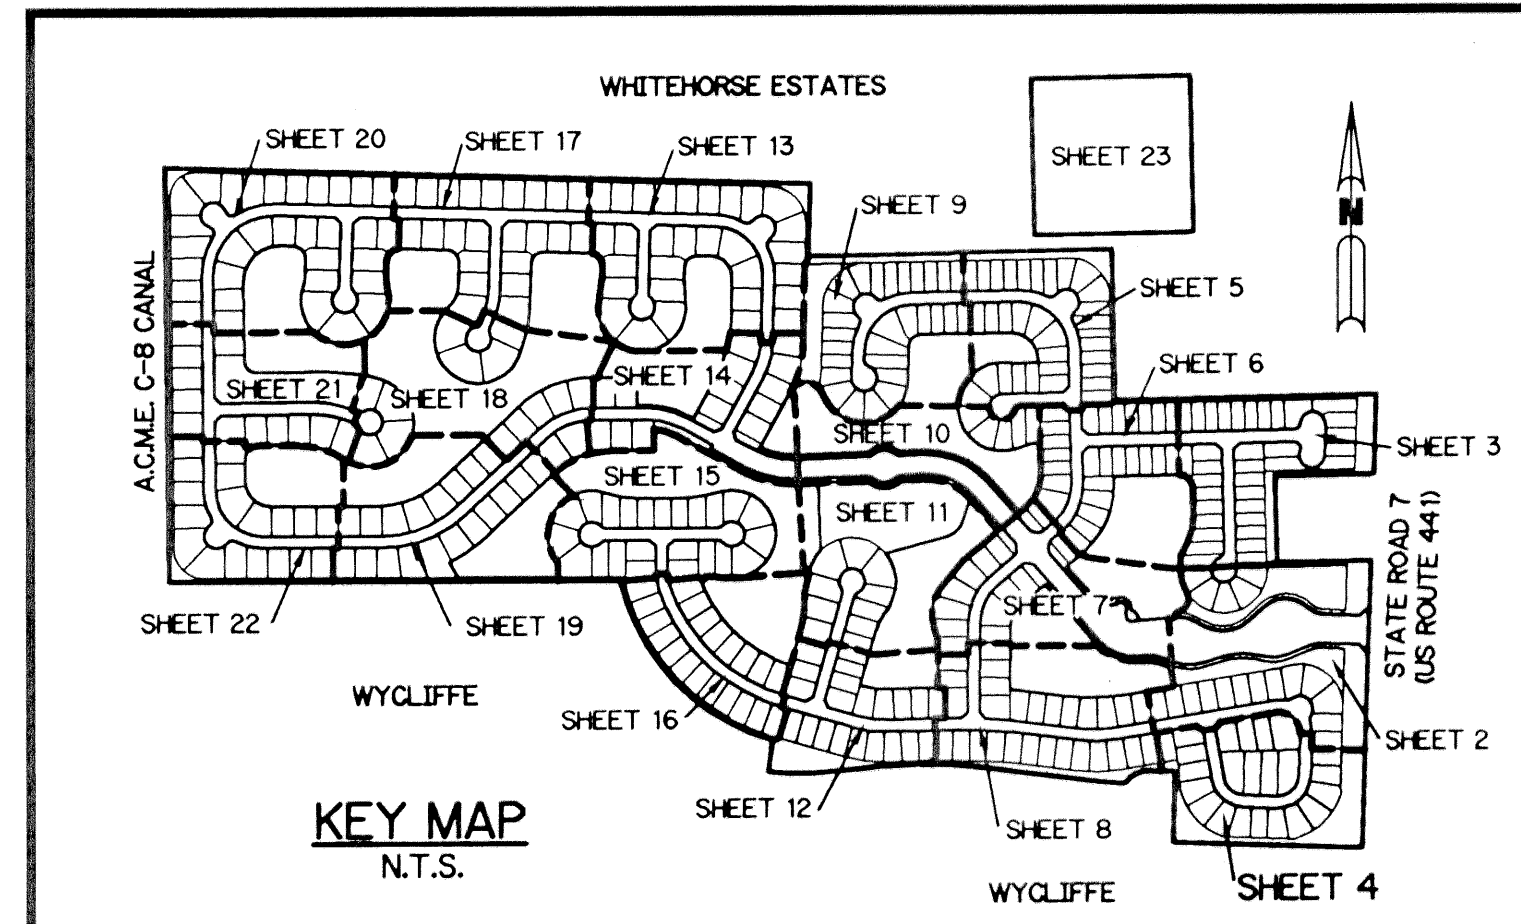 WHITEHORSE ESTATES
SHEET 20
SHEET 17
SHEET 13
SHEET 23
SHEET 9
N
SHEET 5
A.C.M.E. C-8 CANAL
SHEET 6
SHEET 21
SHEET 18
SHEET 14
SHEET 10
SHEET 3
SHEET 15
SHEET 11
STATE ROAD 7
(US ROUTE 441)
SHEET 7
SHEET 22
SHEET 19
WYCLIFFE
SHEET 16
SHEET 2
SHEET 12
SHEET 8
KEY MAP
N.T.S.
SHEET 4
WYCLIFFE